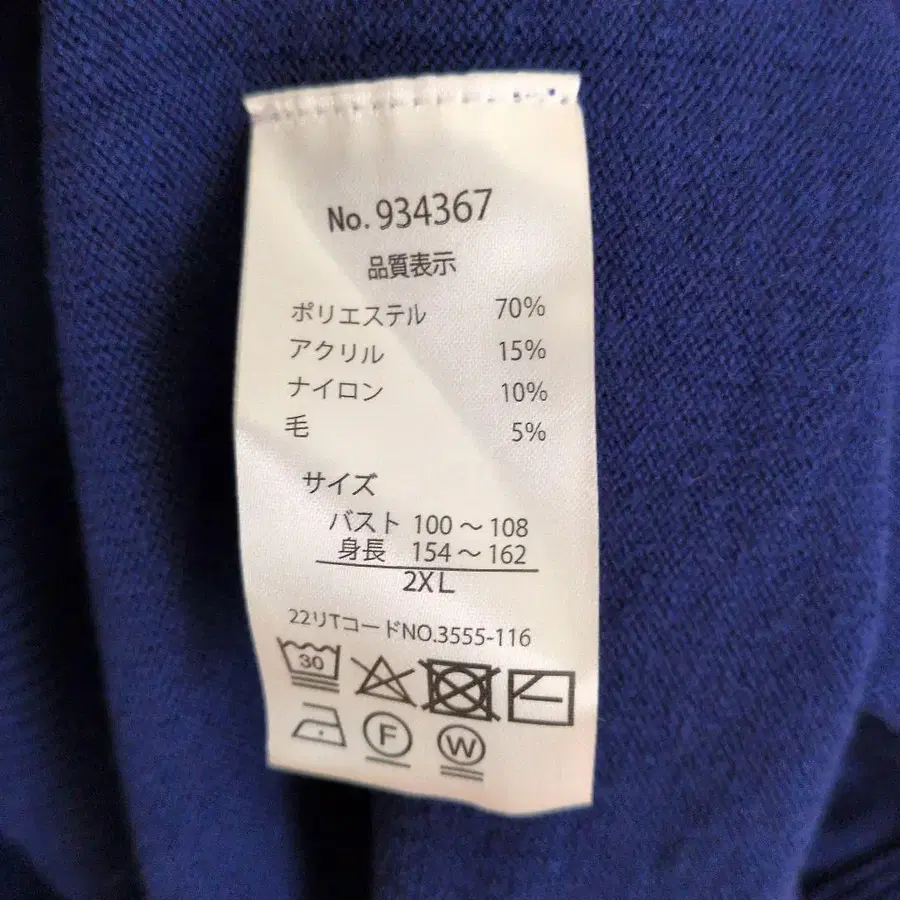 No. 934367
品質表示
ポリエステル 70%
アクリル 15%
ナイロン 10%
毛 5%
サイズ
バスト 100～108
身長 154～162
2XL
22リTコードNO.3555-116
30
F
W